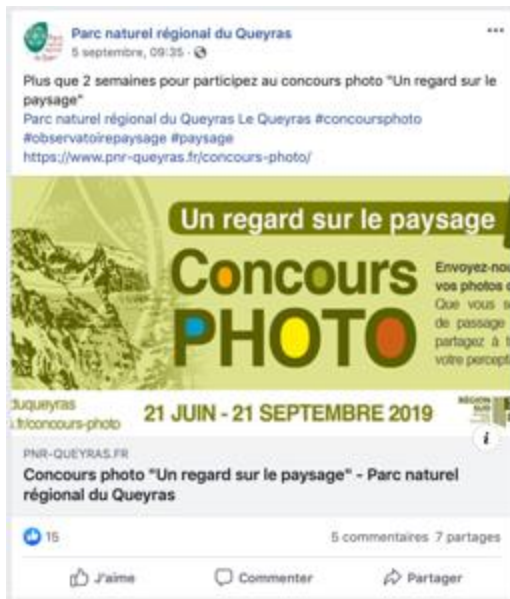 Parc naturel régional du Queyras
5 septembre, 09:35 ·
Plus que 2 semaines pour participez au concours photo "Un regard sur le
paysage"
Parc naturel régional du Queyras Le Queyras #concoursphoto
#observatoirepaysage #paysage
https://www.pnr-queyras.fr/concours-photo/
Un regard sur le paysage
Concours
PHOTO
Envoyez-nou
vos photos
Que vous s
de passage
partagez à
votre percept
duqueyras
.fr/concours-photo
21 JUIN - 21 SEPTEMBRE 2019
RÉGION
SUD
PNR-QUEYRAS.FR
Concours photo "Un regard sur le paysage" - Parc naturel
régional du Queyras
15
5 commentaires 7 partages
J'aime
Commenter
Partager